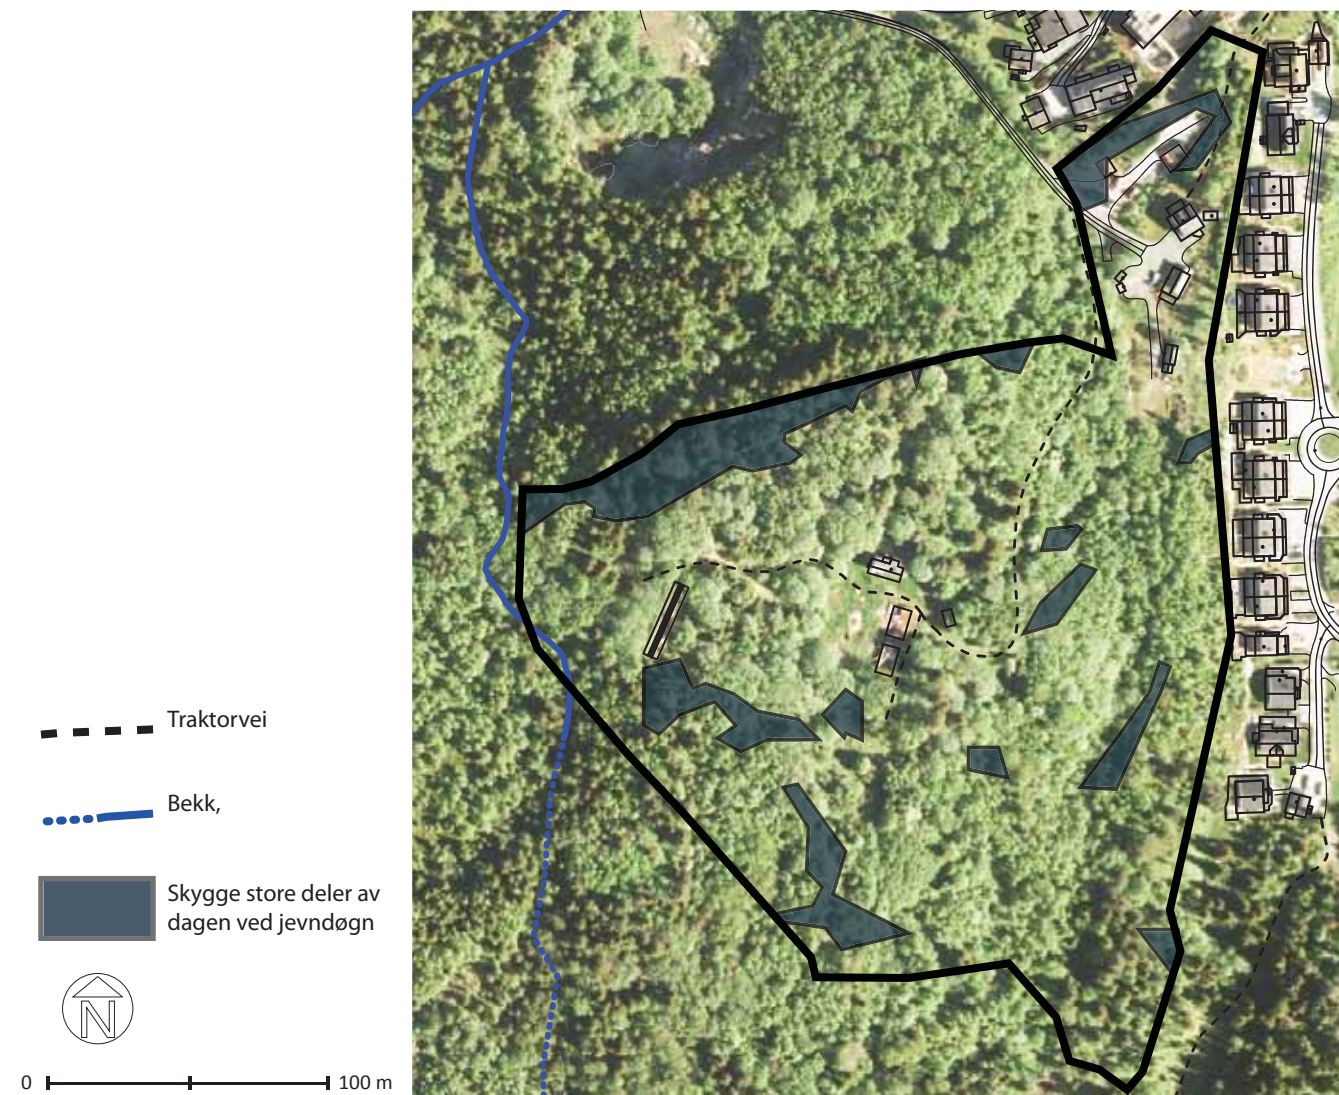 Traktorvei
Bekk,
Skygge store deler av
dagen ved jevndøgn
N
0 100 m